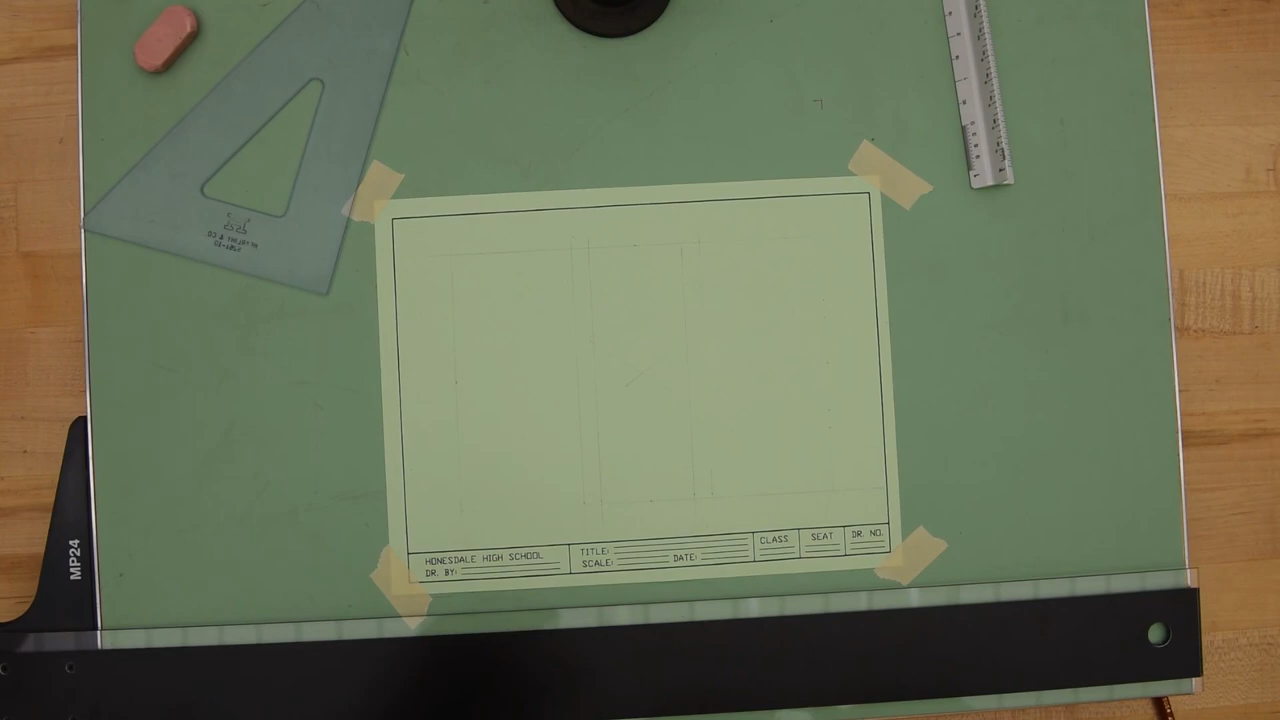 MP24
HONESDALE HIGH SCHOOL
DR. BY:
TITLE:
SCALE:
DATE:
CLASS
SEAT
DR. NO.